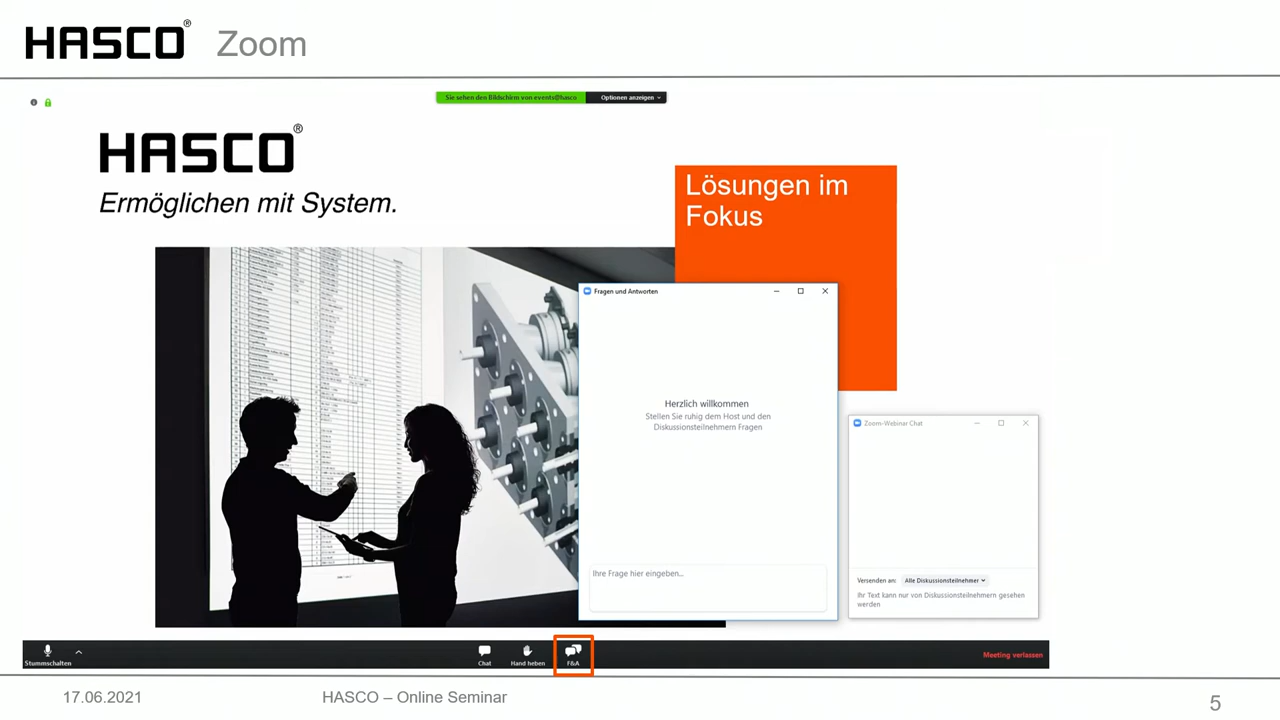 HASCO® Zoom
Sie sehen den Bildschirm von events@hasco Optionen anzeigen
HASCO®
Ermöglichen mit System.
Lösungen im
Fokus
Fragen und Antworten
Herzlich willkommen
Stellen Sie ruhig dem Host und den
Diskussionsteilnehmern Fragen
Ihre Frage hier eingeben...
Zoom-Webinar Chat
Versenden an: Alle Diskussionsteilnehmer
Ihr Text kann nur von Diskussionsteilnehmern gesehen
werden
Stummschalten
Chat
Hand heben
F&A
Meeting verlassen
17.06.2021
HASCO – Online Seminar
5